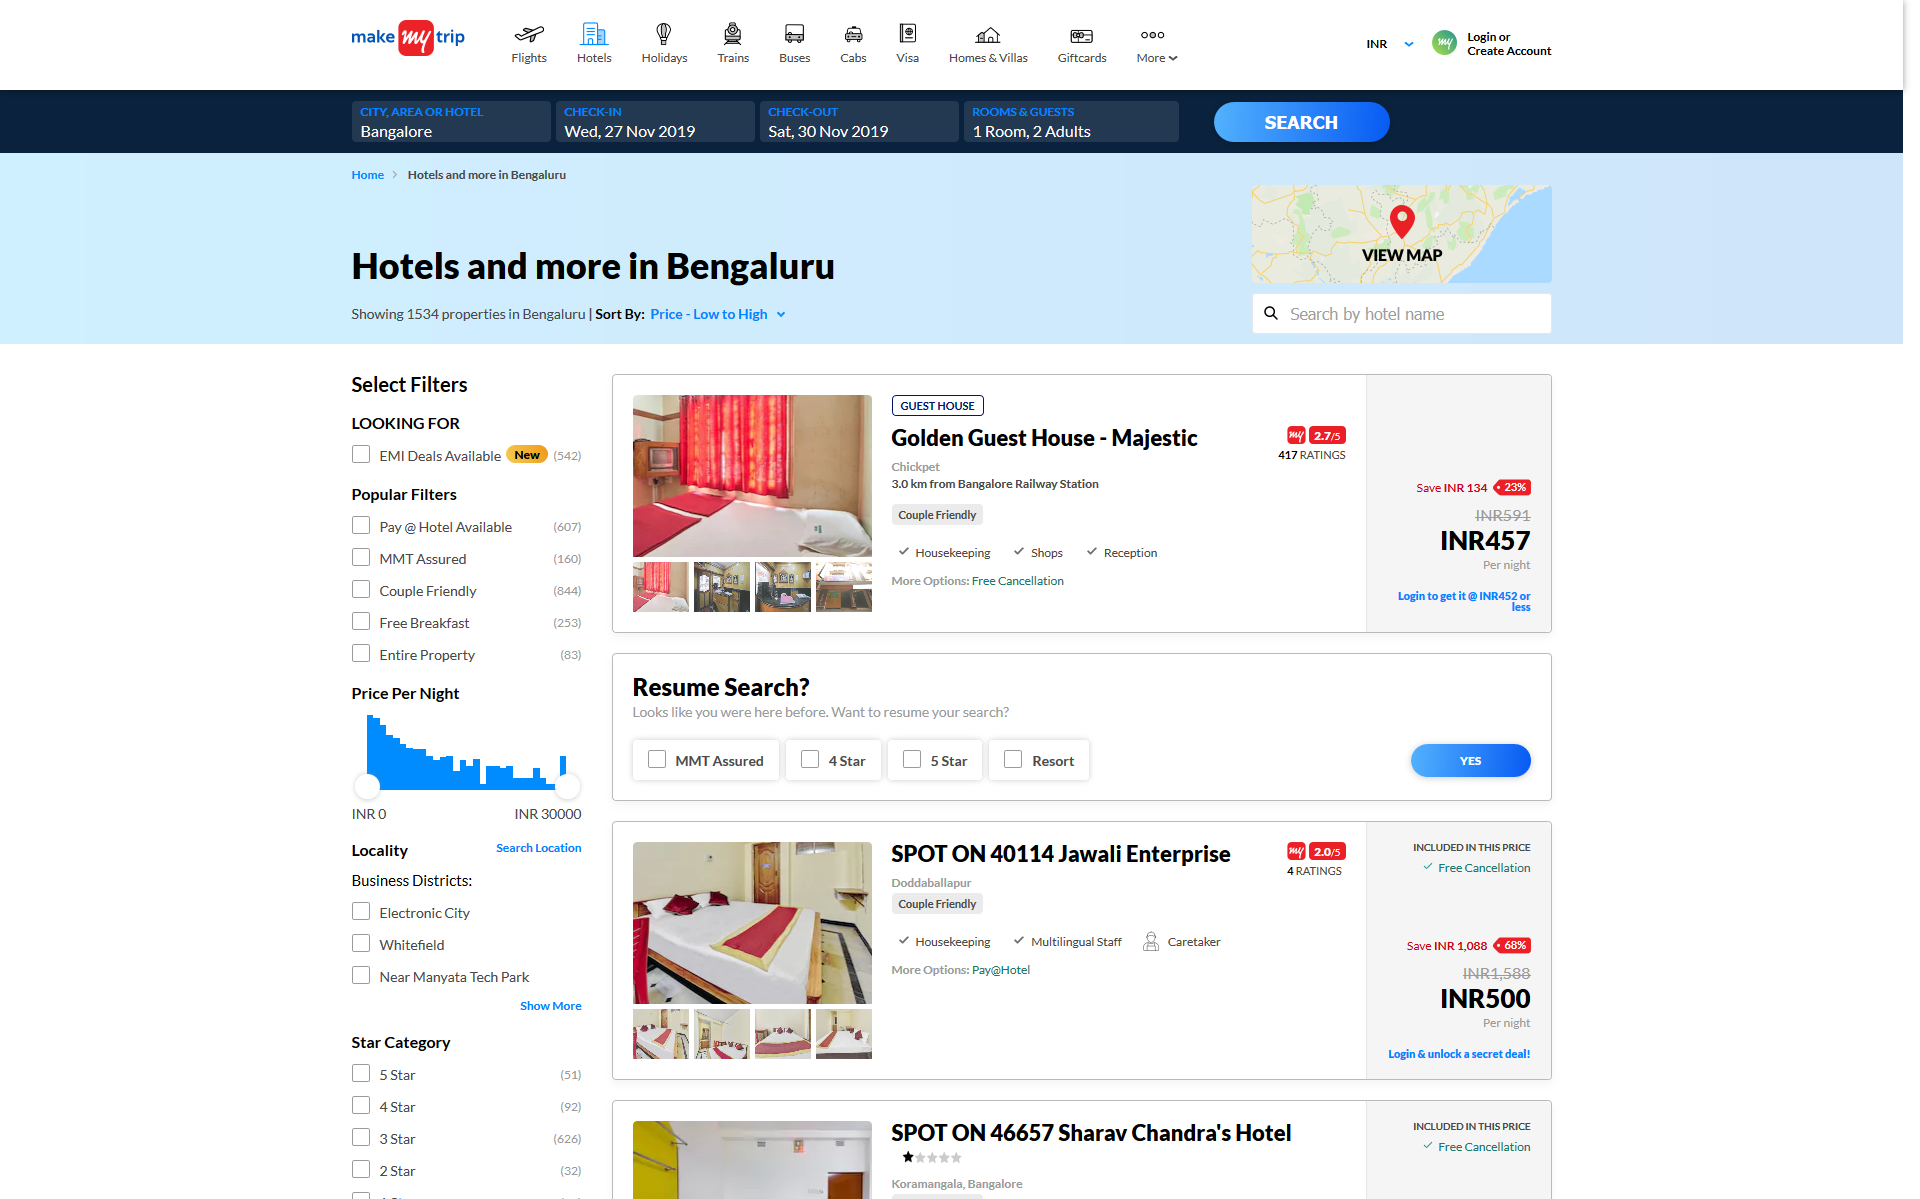 make my trip
Flights
Hotels
Holidays
Trains
Buses
Cabs
Visa
Homes & Villas
Giftcards
More
INR
my
Login or
Create Account
CITY, AREA OR HOTEL
Bangalore
CHECK-IN
Wed, 27 Nov 2019
CHECK-OUT
Sat, 30 Nov 2019
ROOMS & GUESTS
1 Room, 2 Adults
SEARCH
Home
Hotels and more in Bengaluru
VIEW MAP
Hotels and more in Bengaluru
Showing 1534 properties in Bengaluru | Sort By: Price - Low to High
Search by hotel name
Select Filters
LOOKING FOR
EMI Deals Available New (542)
Popular Filters
Pay @ Hotel Available (607)
MMT Assured (160)
Couple Friendly (844)
Free Breakfast (253)
Entire Property (83)
Price Per Night
INR 0 INR 30000
Locality Search Location
Business Districts:
Electronic City
Whitefield
Near Manyata Tech Park
Show More
Star Category
5 Star (51)
4 Star (92)
3 Star (626)
2 Star (32)
GUEST HOUSE
Golden Guest House - Majestic
my 2.7/5
417 RATINGS
Chickpet
3.0 km from Bangalore Railway Station
Couple Friendly
Housekeeping Shops Reception
More Options: Free Cancellation
Save INR 134 23%
INR591
INR457
Per night
Login to get it @ INR452 or
less
Resume Search?
Looks like you were here before. Want to resume your search?
MMT Assured
4 Star
5 Star
Resort
YES
SPOT ON 40114 Jawali Enterprise
my 2.0/5
4 RATINGS
Doddaballapur
Couple Friendly
Housekeeping Multilingual Staff Caretaker
More Options: Pay@Hotel
INCLUDED IN THIS PRICE
Free Cancellation
Save INR 1,088 68%
INR1,588
INR500
Per night
Login & unlock a secret deal!
SPOT ON 46657 Sharav Chandra's Hotel
Koramangala, Bangalore
INCLUDED IN THIS PRICE
Free Cancellation